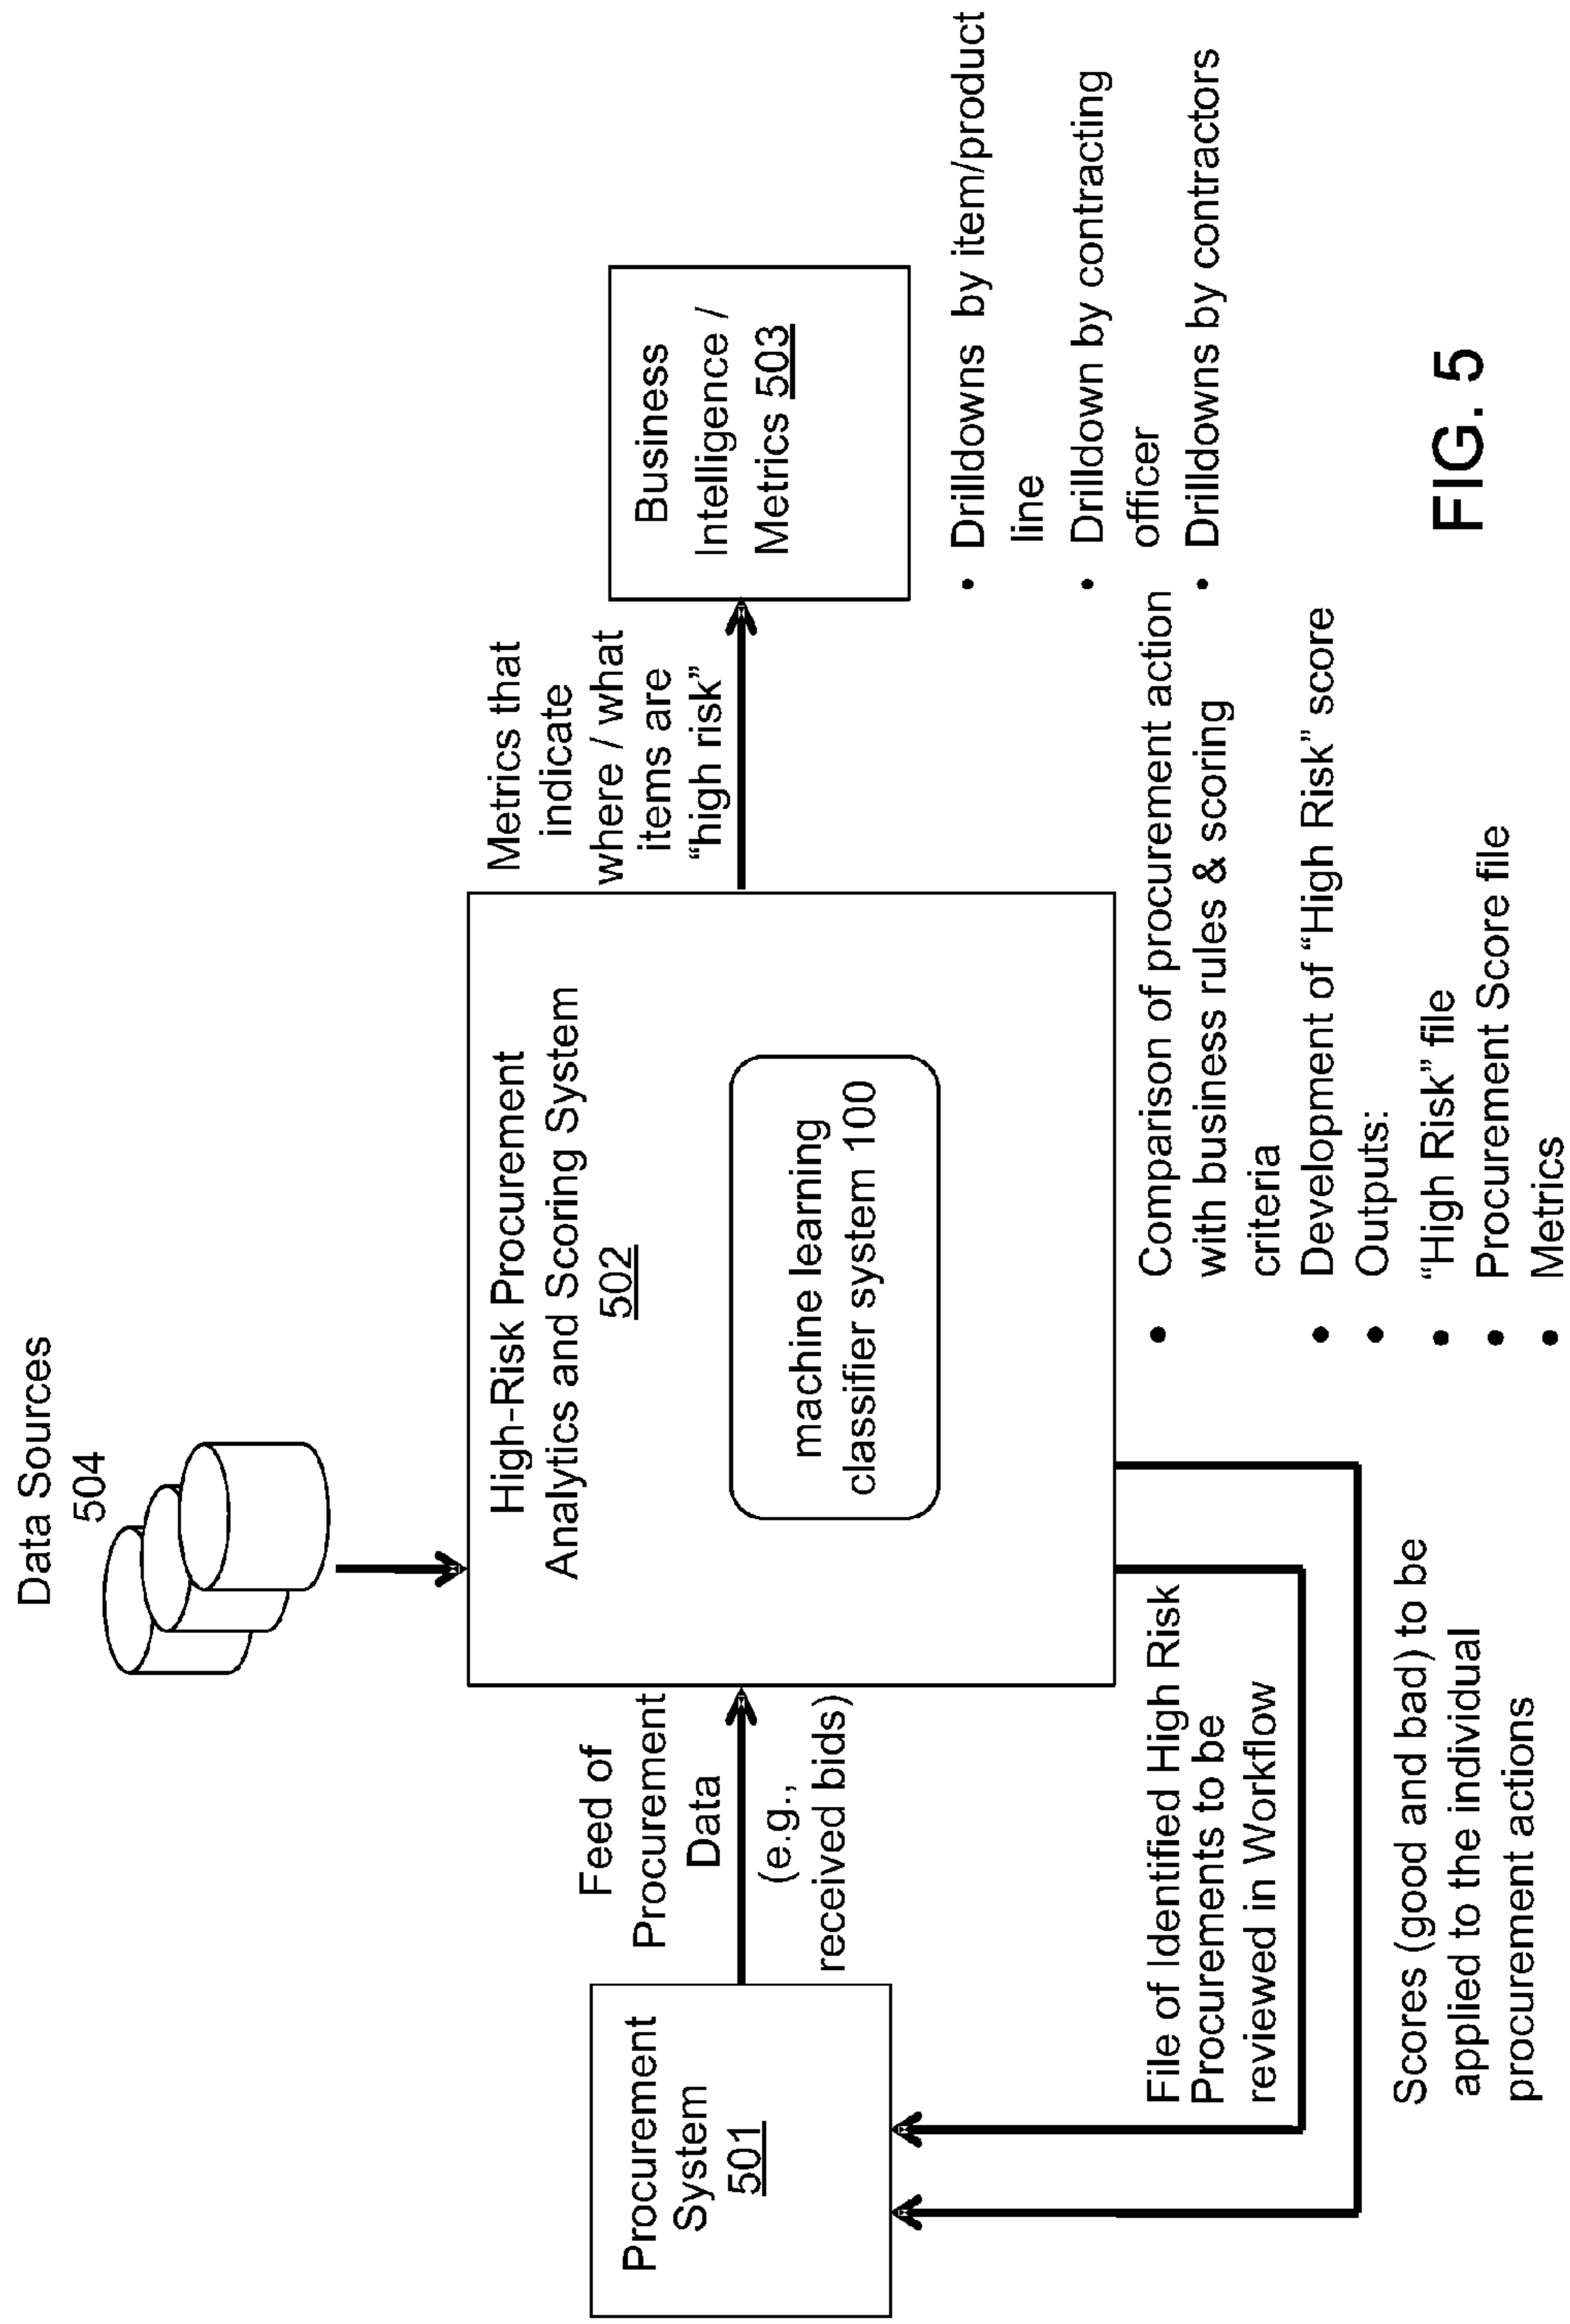 Data Sources
504
High-Risk Procurement
Analytics and Scoring System
502
machine learning
classifier system 100
Procurement
System
501
Feed of
Procurement
Data
(e.g.,
received bids)
Metrics that
indicate
where / what
items are
“high risk”
Business
Intelligence /
Metrics 503
• Drilldowns by item/product
line
• Drilldown by contracting
officer
• Drilldowns by contractors
File of Identified High Risk
Procurements to be
reviewed in Workflow
Scores (good and bad) to be
applied to the individual
procurement actions
• Comparison of procurement action
with business rules & scoring
criteria
• Development of “High Risk” score
• Outputs:
• “High Risk” file
• Procurement Score file
• Metrics
FIG. 5